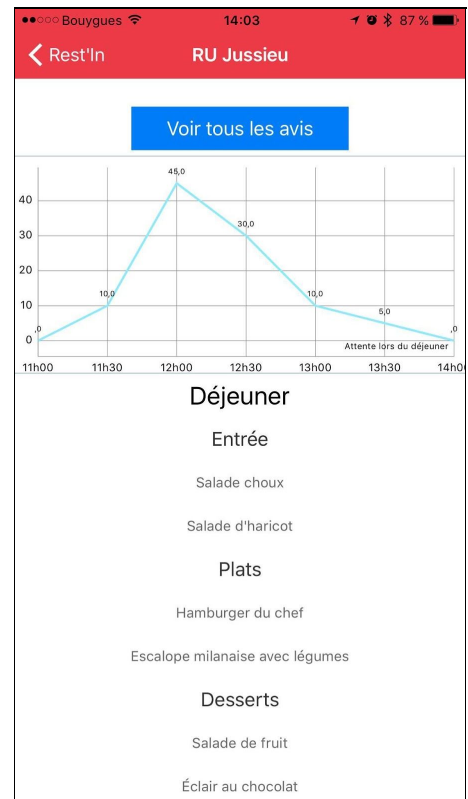 Bouygues 14:03 87 %
Rest'In RU Jussieu
Voir tous les avis
45,0
40
30,0
30
20
10,0 10,0
10
5,0
,0 ,0
0
Attente lors du déjeuner
11h00 11h30 12h00 12h30 13h00 13h30 14h0
Déjeuner
Entrée
Salade choux
Salade d'haricot
Plats
Hamburger du chef
Escalope milanaise avec légumes
Desserts
Salade de fruit
Éclair au chocolat